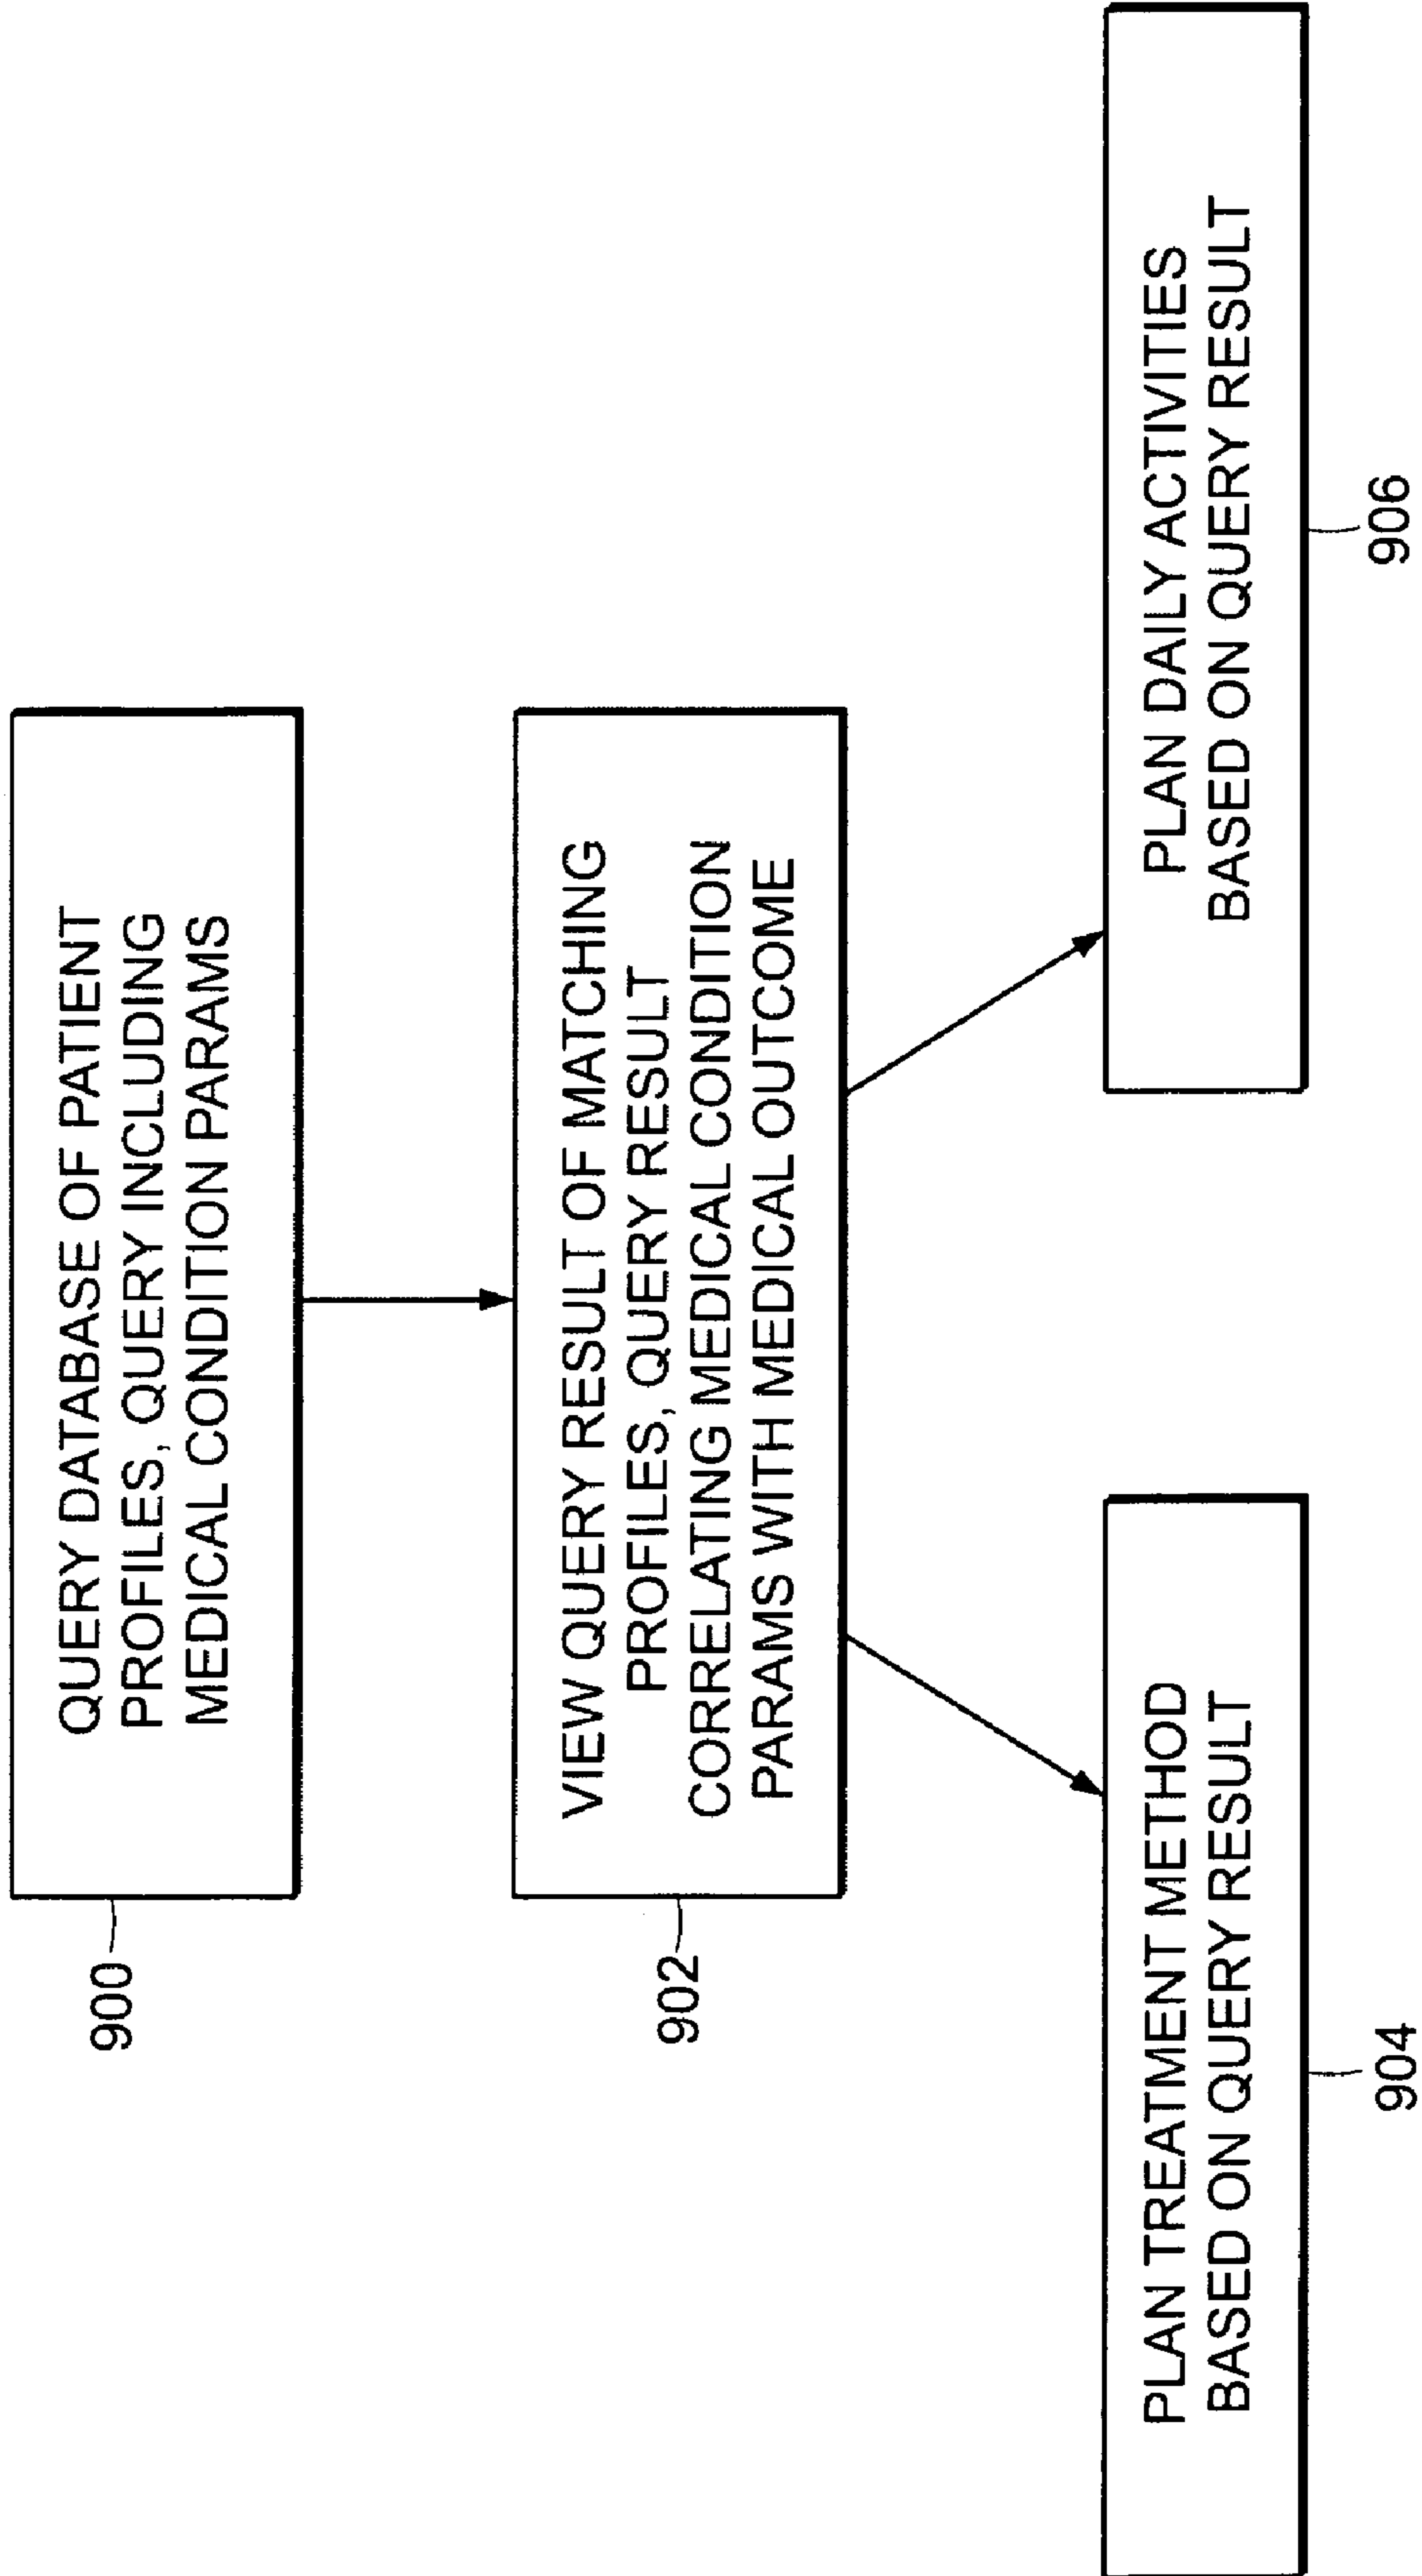 QUERY DATABASE OF PATIENT
PROFILES, QUERY INCLUDING
MEDICAL CONDITION PARAMS
900
VIEW QUERY RESULT OF MATCHING
PROFILES, QUERY RESULT
CORRELATING MEDICAL CONDITION
PARAMS WITH MEDICAL OUTCOME
902
PLAN TREATMENT METHOD
BASED ON QUERY RESULT
904
PLAN DAILY ACTIVITIES
BASED ON QUERY RESULT
906